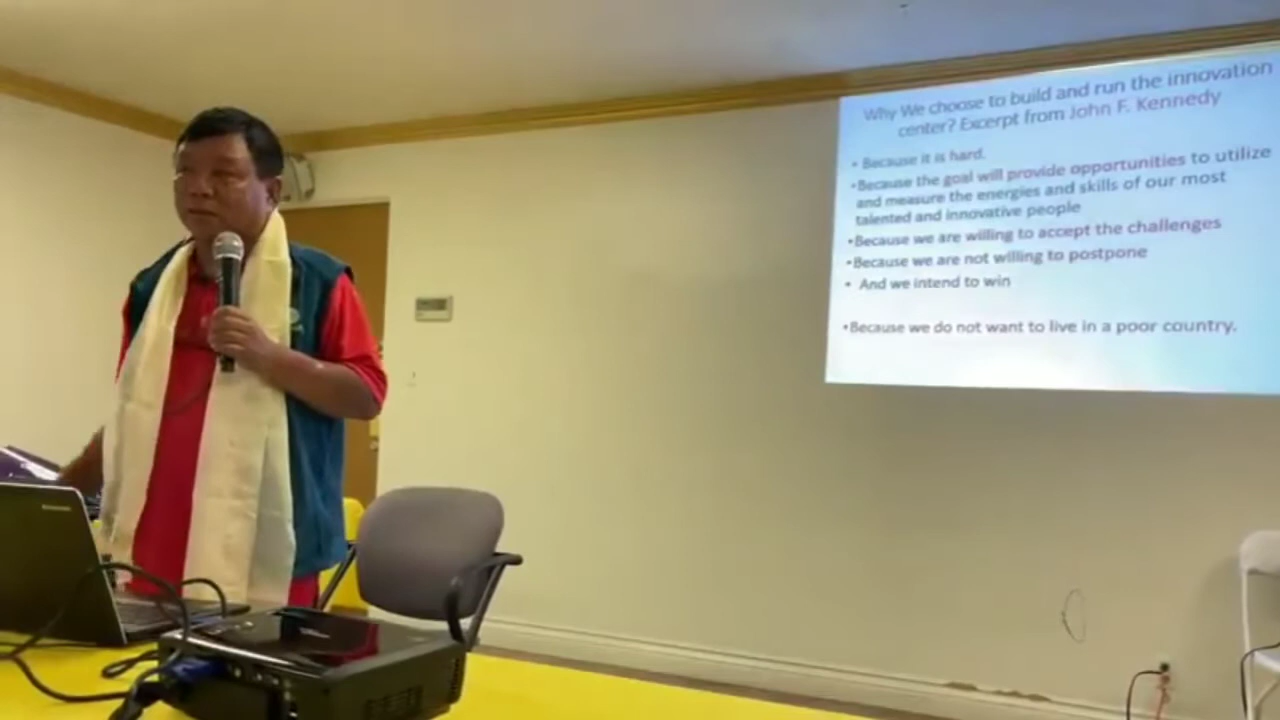 Why We choose to build and run the innovation
center? Excerpt from John F. Kennedy
• Because it is hard.
•Because the goal will provide opportunities to utilize
and measure the energies and skills of our most
talented and innovative people
•Because we are willing to accept the challenges
•Because we are not willing to postpone
• And we intend to win
•Because we do not want to live in a poor country.